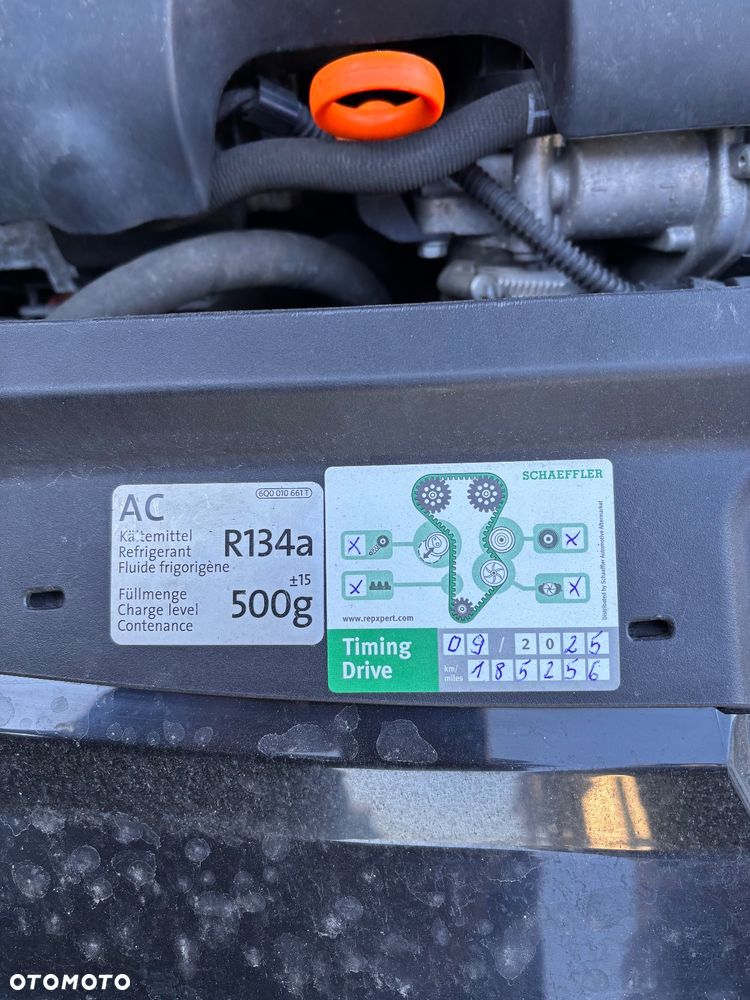 AC
6Q0 010 661 T
Kältemittel
Refrigerant
Fluide frigorigène
R134a
Füllmenge
Charge level
Contenance
±15
500g
SCHAEFFLER
X
X
X
X
www.repxpert.com
Distributed by Schaeffler Automotive Aftermarket
Timing
Drive
09 / 2025
km/
miles
185256
OTOMOTO